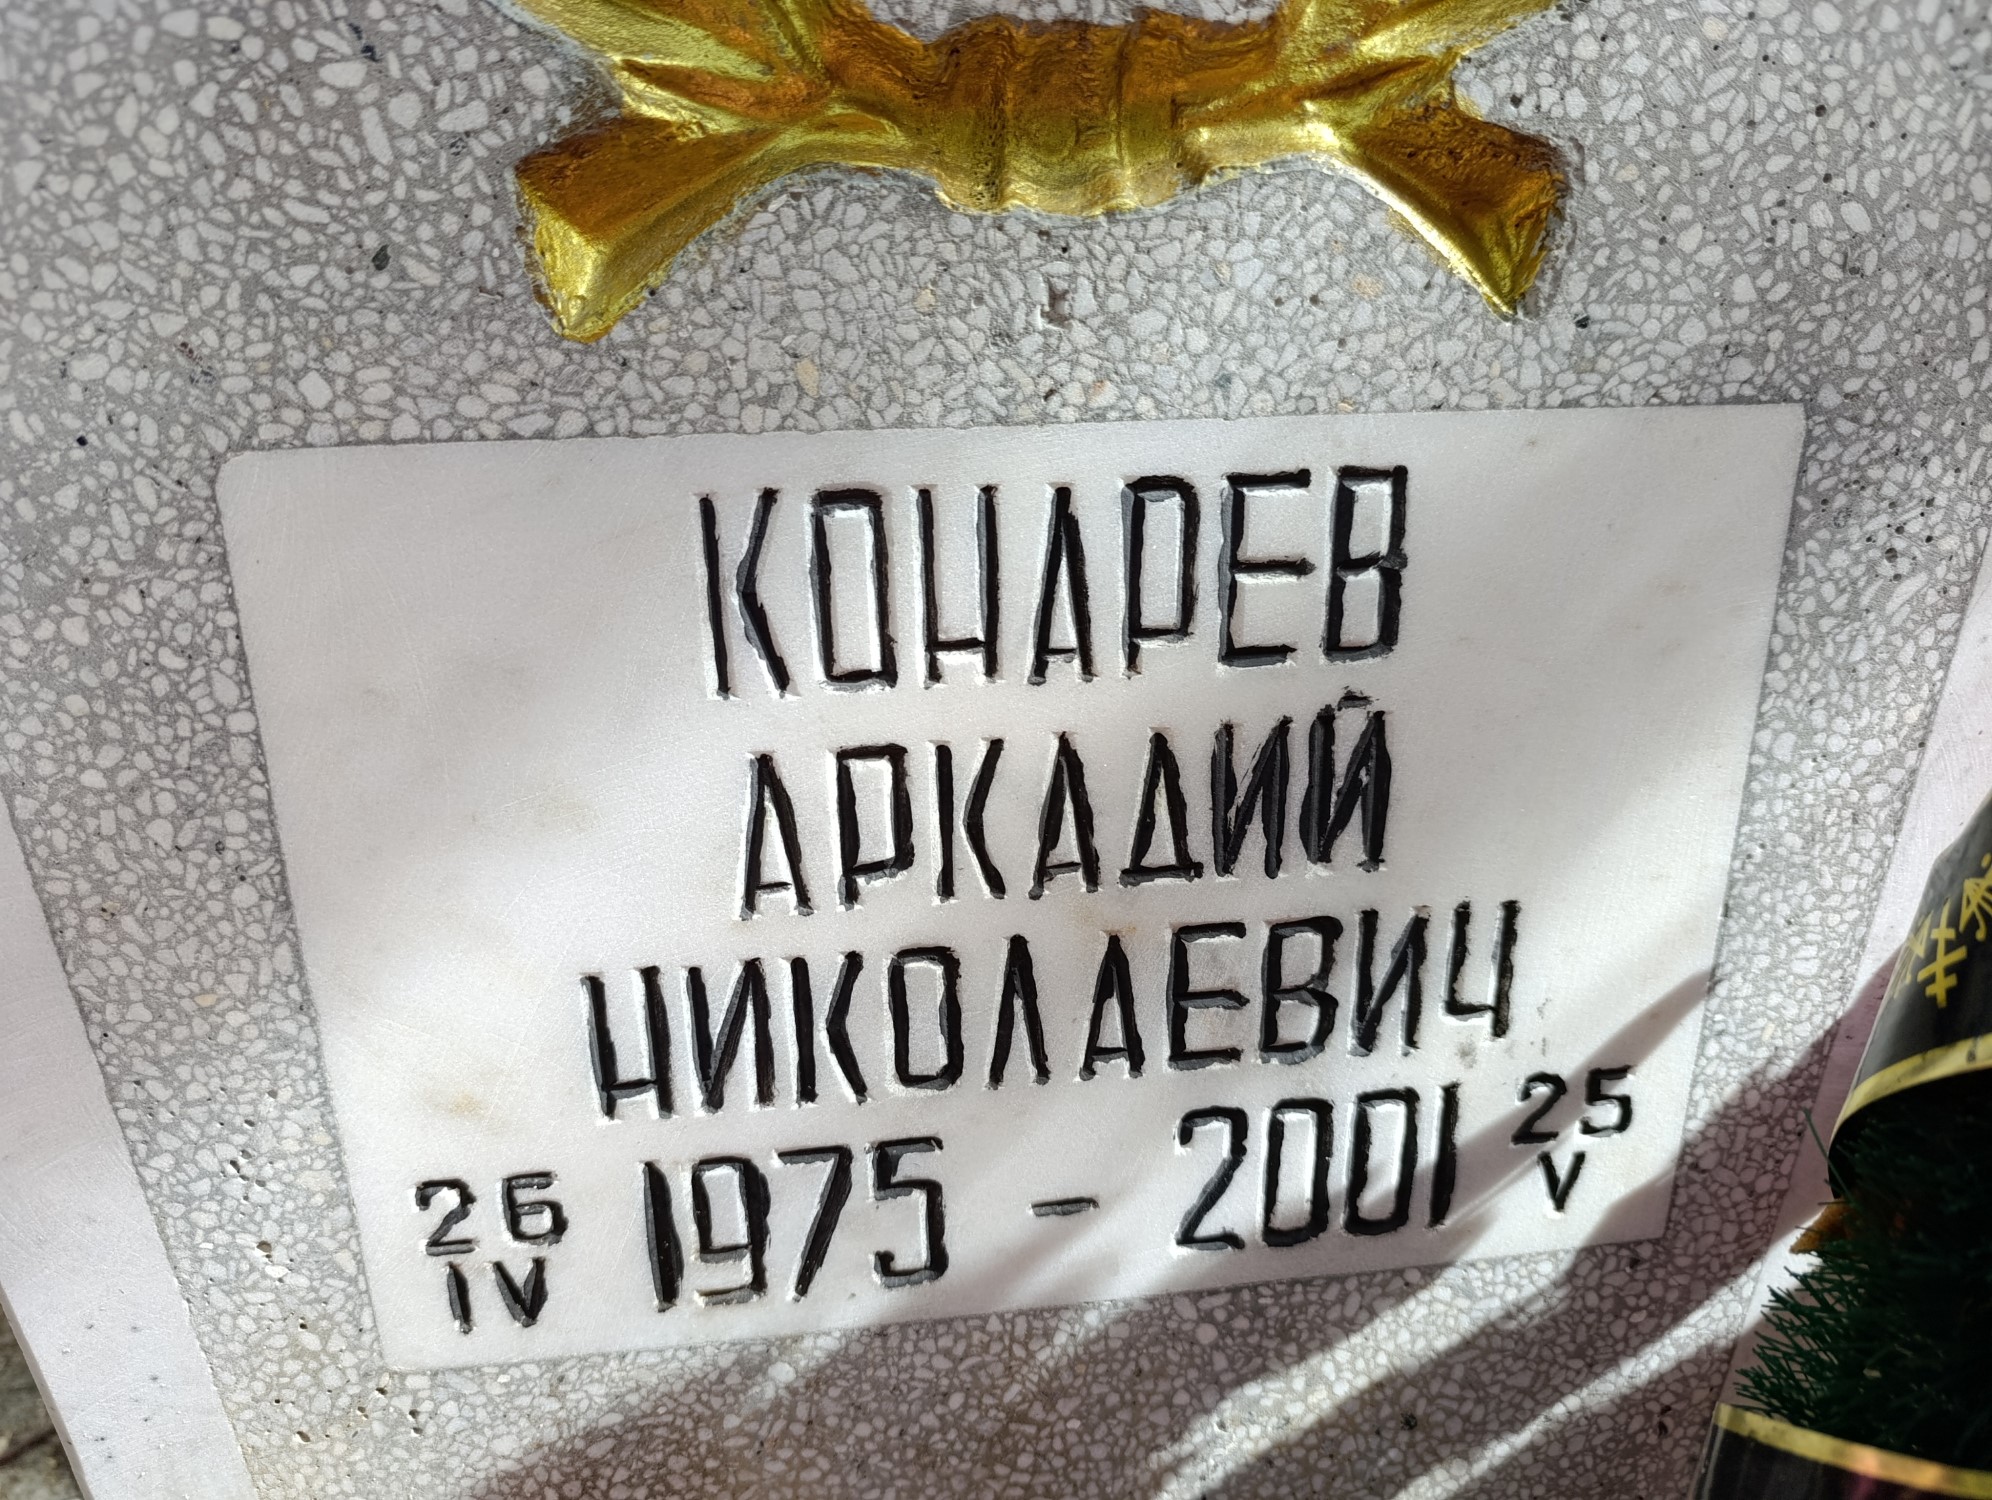 КОНАРЕВ
АРКАДИЙ
НИКОЛАЕВИЧ
26 IV 1975 - 2001 25 V